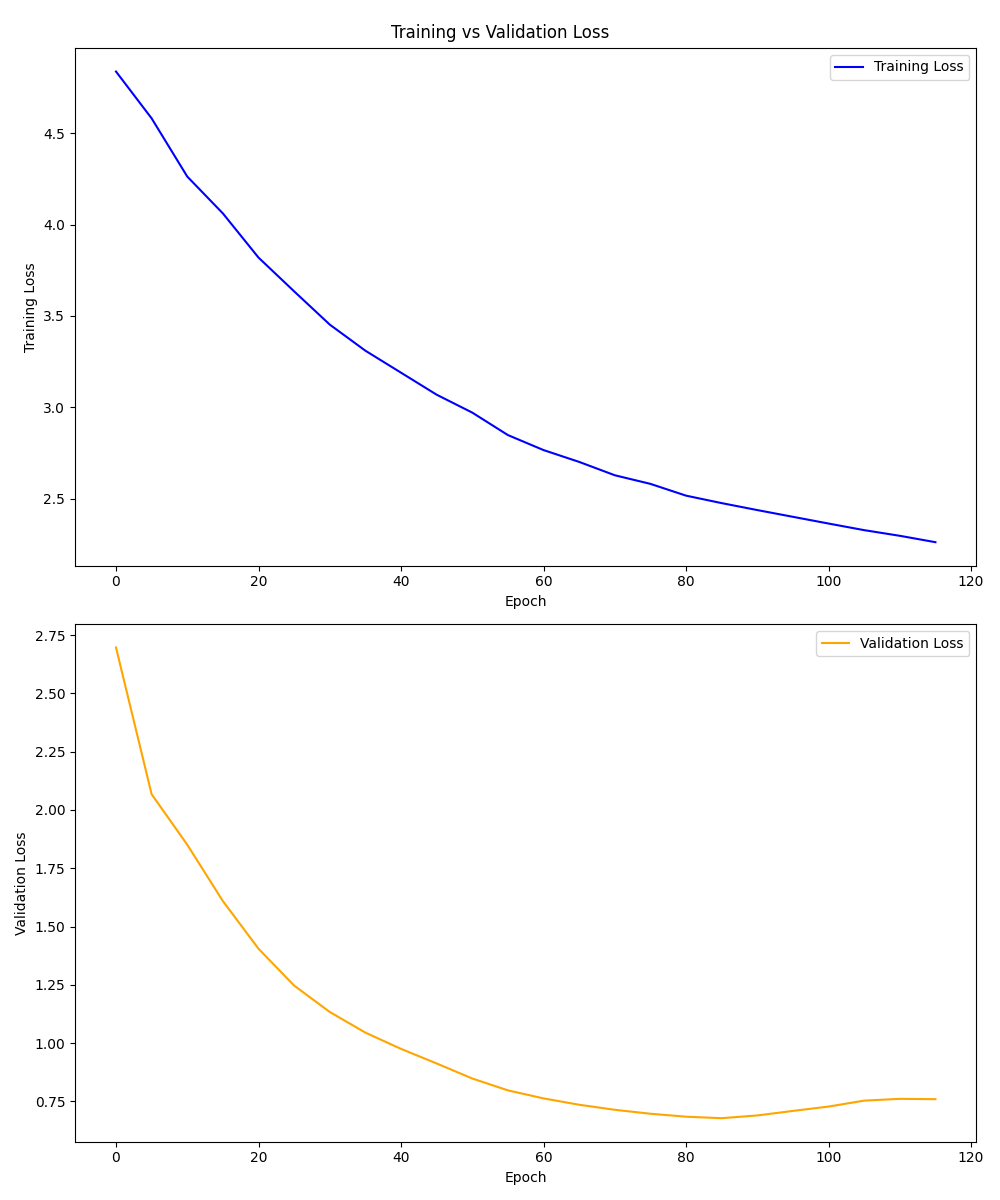 Training vs Validation Loss
Training Loss
4.5
4.0
3.5
3.0
2.5
Training Loss
0 20 40 60 80 100 120
Epoch
Validation Loss
2.75
2.50
2.25
2.00
1.75
1.50
1.25
1.00
0.75
Validation Loss
0 20 40 60 80 100 120
Epoch